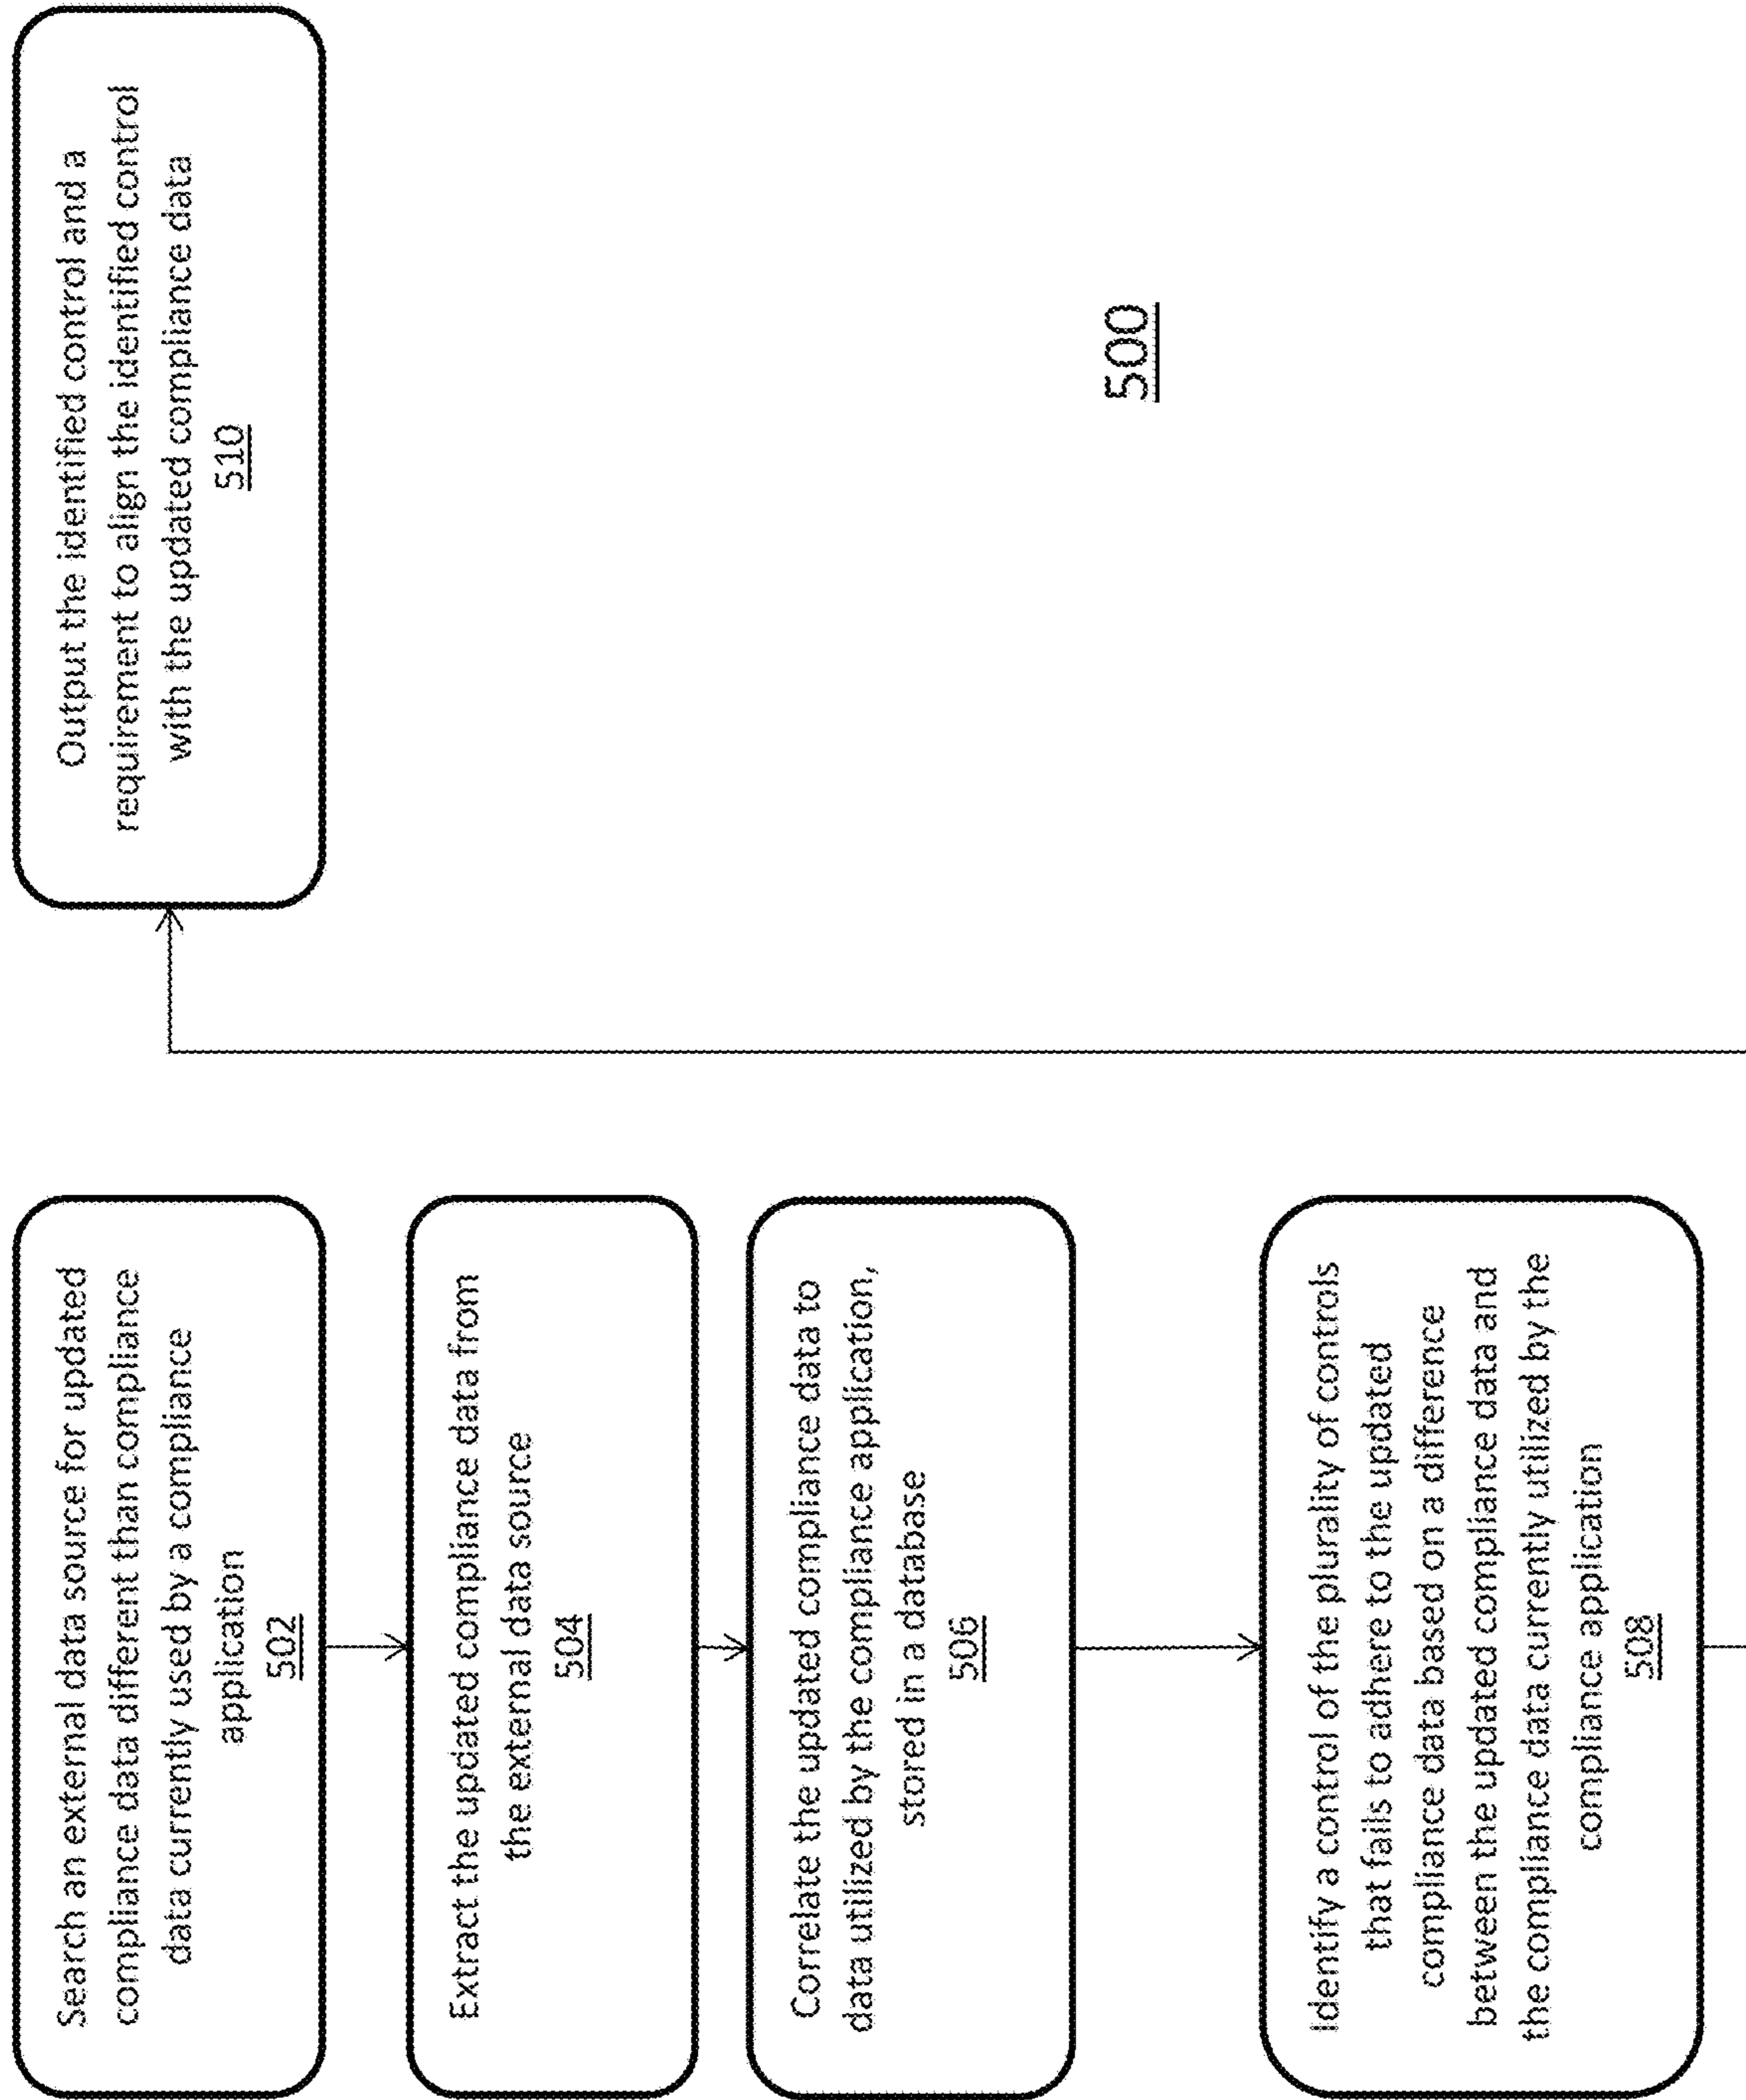 Search an external data source for updated
compliance data different than compliance
data currently used by a compliance
application
502
Extract the updated compliance data from
the external data source
504
Correlate the updated compliance data to
data utilized by the compliance application,
stored in a database
506
Identify a control of the plurality of controls
that fails to adhere to the updated
compliance data based on a difference
between the updated compliance data and
the compliance data currently utilized by the
compliance application
508
Output the identified control and a
requirement to align the identified control
with the updated compliance data
510
500